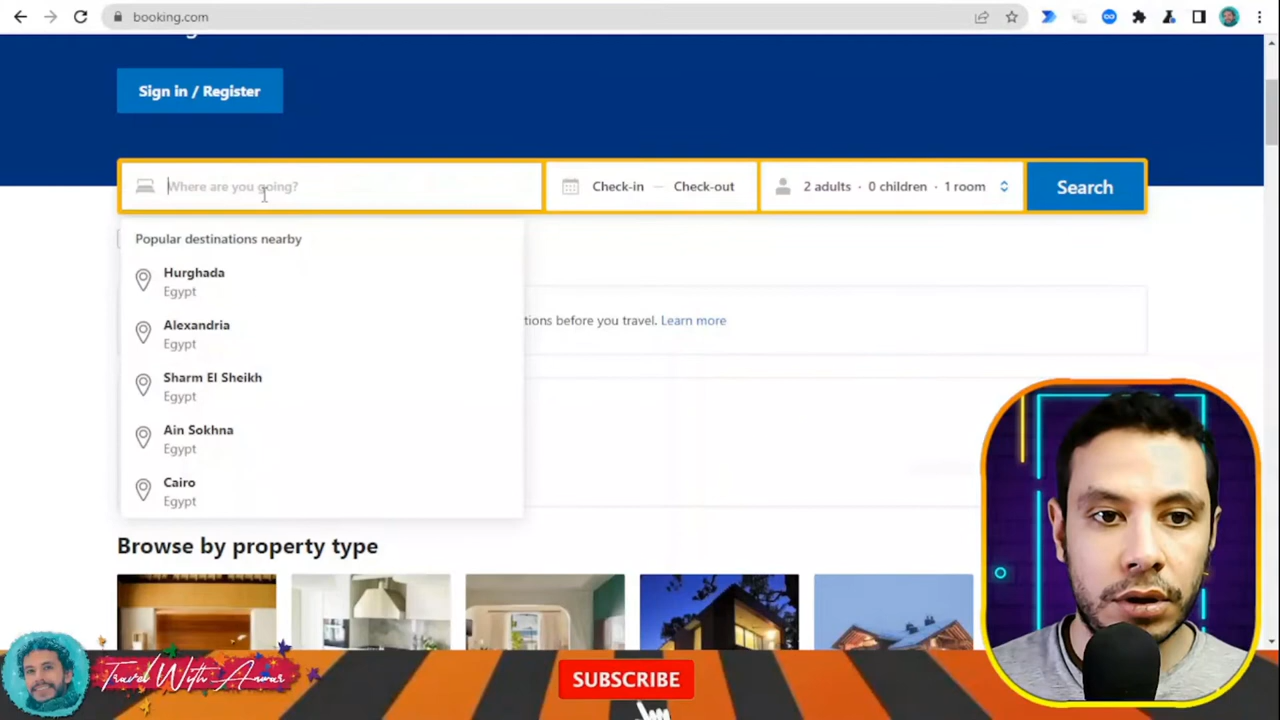 booking.com
Sign in / Register
Where are you going?
Check-in — Check-out
2 adults · 0 children · 1 room
Search
Popular destinations nearby
Hurghada
Egypt
Alexandria
Egypt
tions before you travel. Learn more
Sharm El Sheikh
Egypt
Ain Sokhna
Egypt
Cairo
Egypt
Browse by property type
Travel With Anwar
SUBSCRIBE